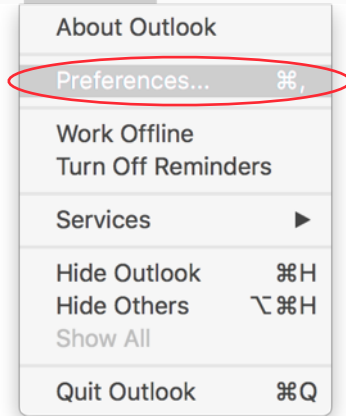 About Outlook
Preferences... ⌘,
Work Offline
Turn Off Reminders
Services ▶
Hide Outlook ⌘H
Hide Others ⌥⌘H
Show All
Quit Outlook ⌘Q